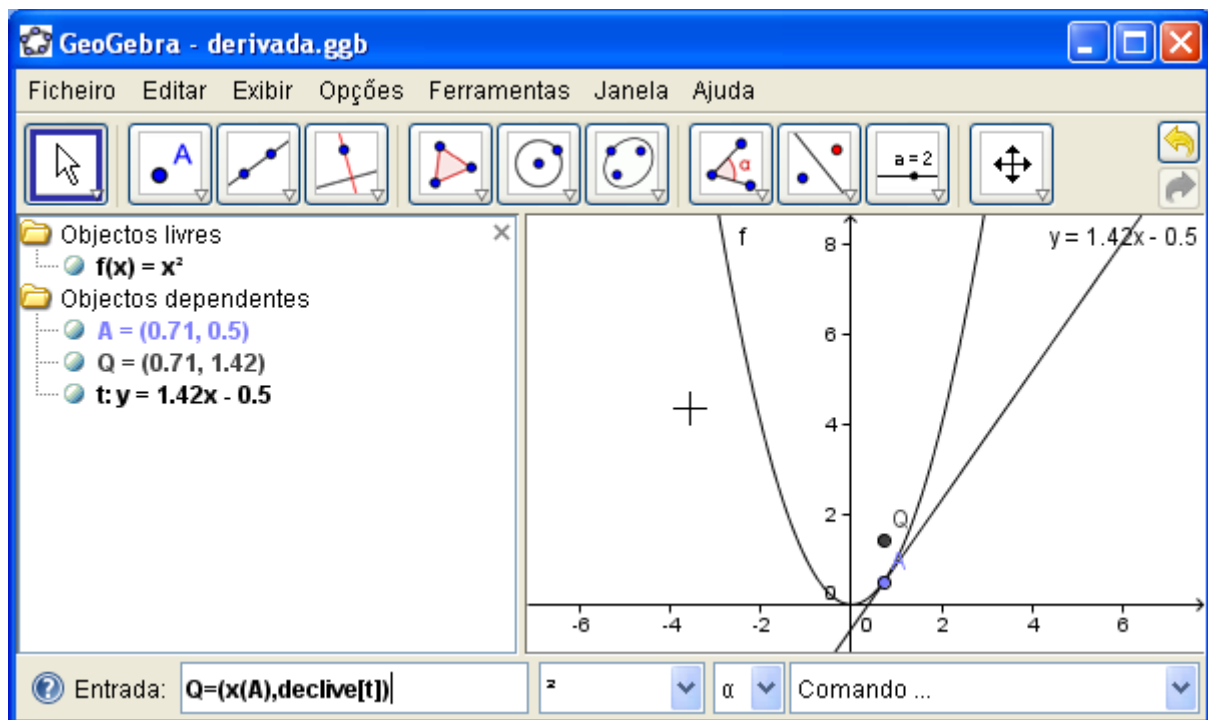 GeoGebra - derivada.ggb
Ficheiro Editar Exibir Opções Ferramentas Janela Ajuda
A
α
a = 2
Objectos livres
f(x) = x²
Objectos dependentes
A = (0.71, 0.5)
Q = (0.71, 1.42)
t: y = 1.42x - 0.5
f
y = 1.42x - 0.5
8
6
4
2
Q
A
0
-6 -4 -2 0 2 4 6
Entrada: Q=(x(A),declive[t]) ² α Comando ...